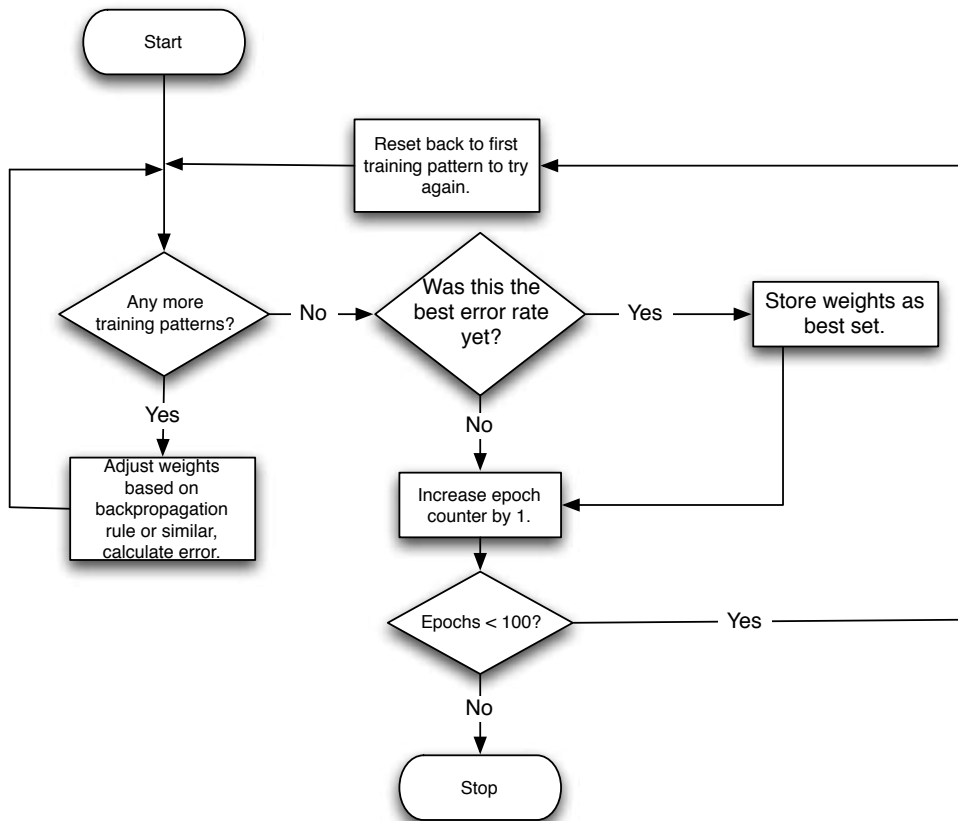 Start
Reset back to first
training pattern to try
again.
Any more
training patterns?
No
Was this the
best error rate
yet?
Yes
Store weights as
best set.
Yes
No
Adjust weights
based on
backpropagation
rule or similar,
calculate error.
Increase epoch
counter by 1.
Epochs < 100?
Yes
No
Stop